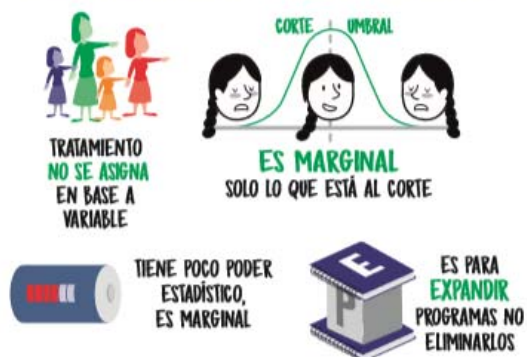 CORTE UMBRAL
TRATAMIENTO
NO SE ASIGNA
EN BASE A
VARIABLE
ES MARGINAL
SOLO LO QUE ESTÁ AL CORTE
TIENE POCO PODER
ESTADÍSTICO,
ES MARGINAL
E
P
ES PARA
EXPANDIR
PROGRAMAS NO
ELIMINARLOS